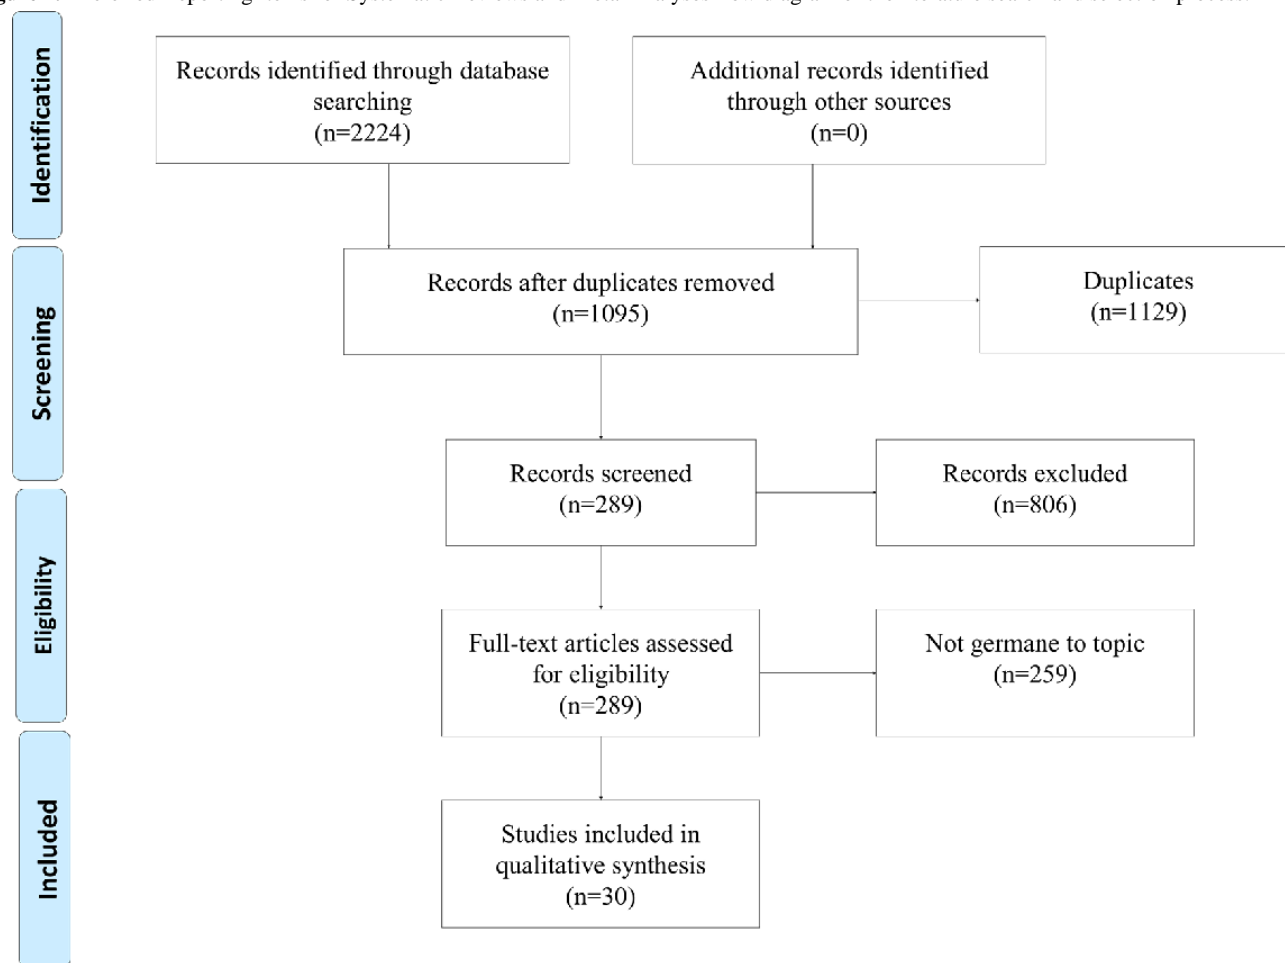 Identification
Records identified through database
searching
(n=2224)
Additional records identified
through other sources
(n=0)
Screening
Records after duplicates removed
(n=1095)
Duplicates
(n=1129)
Records screened
(n=289)
Records excluded
(n=806)
Eligibility
Full-text articles assessed
for eligibility
(n=289)
Not germane to topic
(n=259)
Included
Studies included in
qualitative synthesis
(n=30)